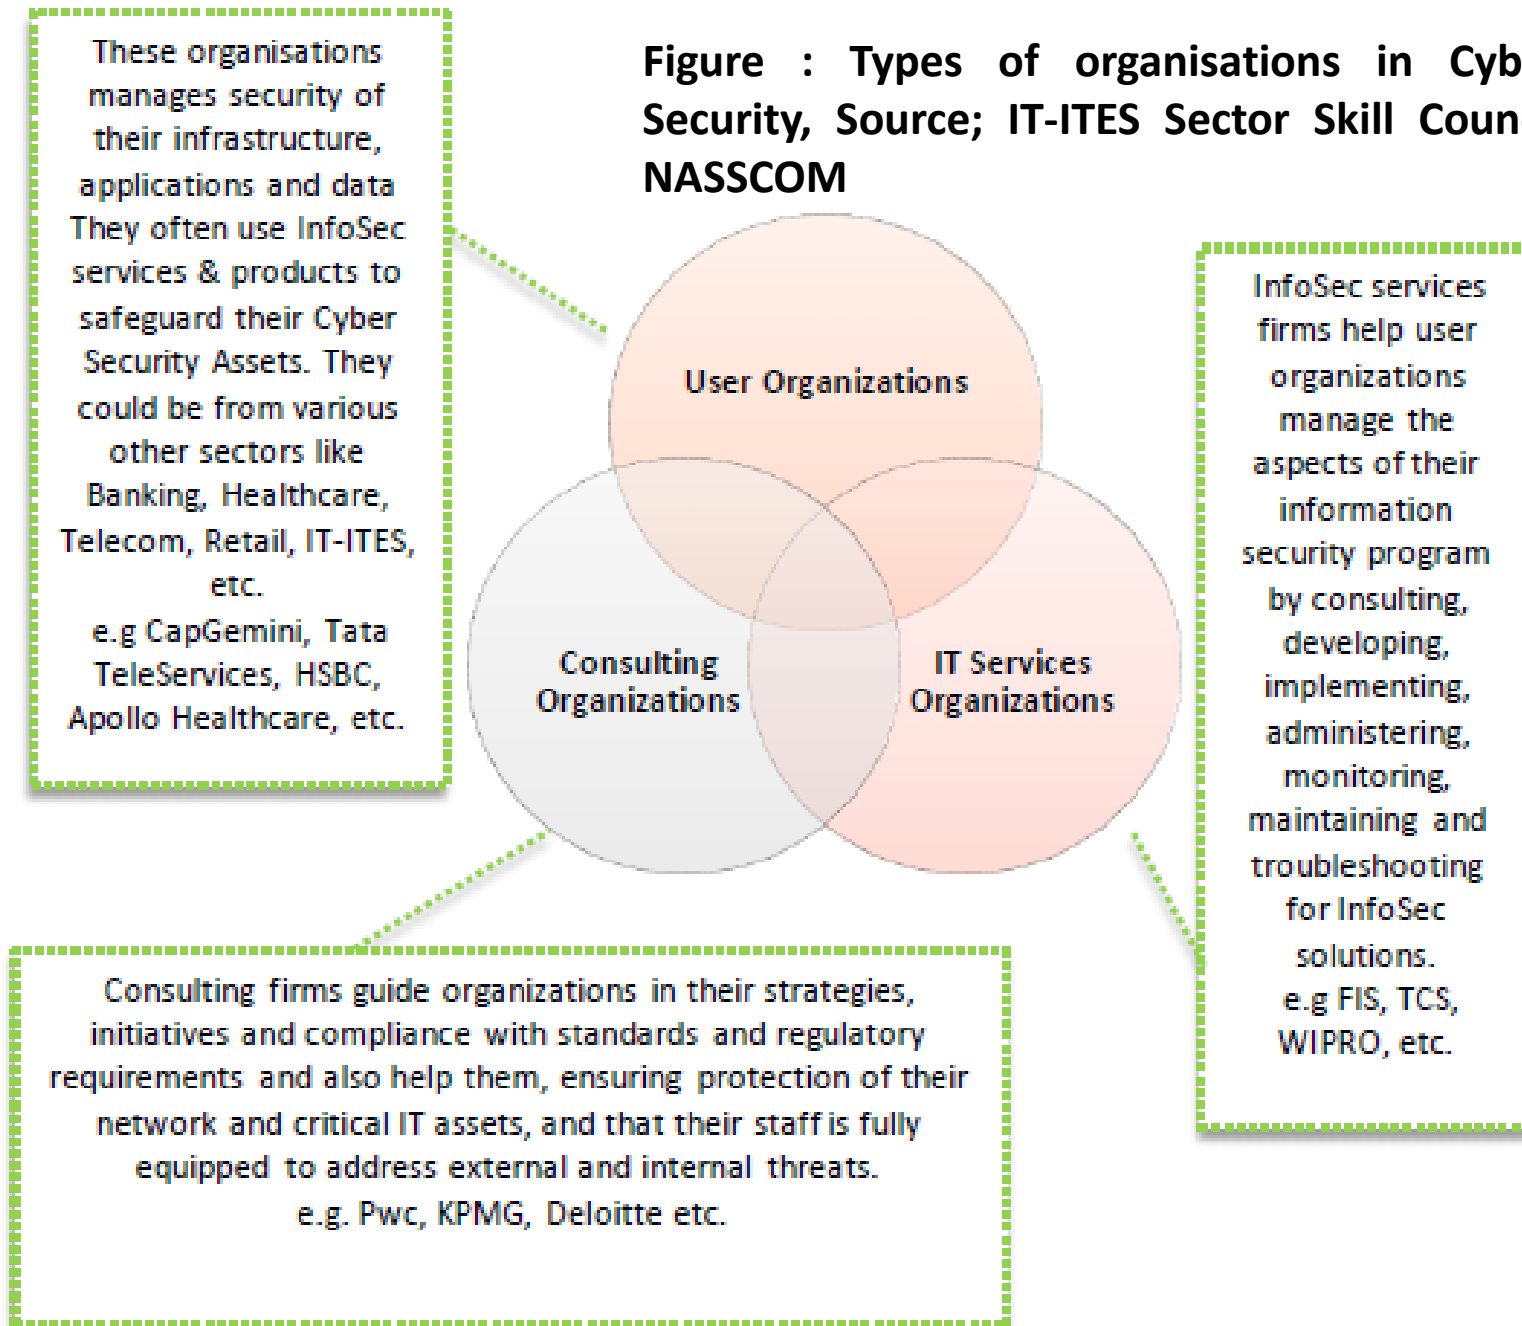 These organisations
manages security of
their infrastructure,
applications and data
They often use InfoSec
services & products to
safeguard their Cyber
Security Assets. They
could be from various
other sectors like
Banking, Healthcare,
Telecom, Retail, IT-ITES,
etc.
e.g CapGemini, Tata
TeleServices, HSBC,
Apollo Healthcare, etc.
Figure : Types of organisations in Cyb
Security, Source; IT-ITES Sector Skill Coun
NASSCOM
User Organizations
Consulting
Organizations
IT Services
Organizations
InfoSec services
firms help user
organizations
manage the
aspects of their
information
security program
by consulting,
developing,
implementing,
administering,
monitoring,
maintaining and
troubleshooting
for InfoSec
solutions.
e.g FIS, TCS,
WIPRO, etc.
Consulting firms guide organizations in their strategies,
initiatives and compliance with standards and regulatory
requirements and also help them, ensuring protection of their
network and critical IT assets, and that their staff is fully
equipped to address external and internal threats.
e.g. Pwc, KPMG, Deloitte etc.